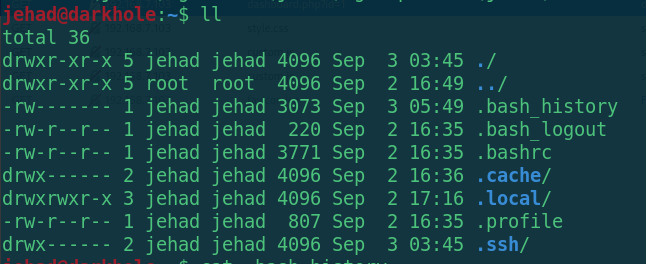 jehad@darkhole:~$ ll
total 36
drwxr-xr-x 5 jehad jehad 4096 Sep  3 03:45 ./
drwxr-xr-x 5 root  root  4096 Sep  2 16:49 ../
-rw------- 1 jehad jehad 3073 Sep  3 05:49 .bash_history
-rw-r--r-- 1 jehad jehad  220 Sep  2 16:35 .bash_logout
-rw-r--r-- 1 jehad jehad 3771 Sep  2 16:35 .bashrc
drwx------ 2 jehad jehad 4096 Sep  2 16:36 .cache/
drwxrwxr-x 3 jehad jehad 4096 Sep  2 17:16 .local/
-rw-r--r-- 1 jehad jehad  807 Sep  2 16:35 .profile
drwx------ 2 jehad jehad 4096 Sep  3 03:45 .ssh/
jehad@darkhole:~$ cat .bash_history